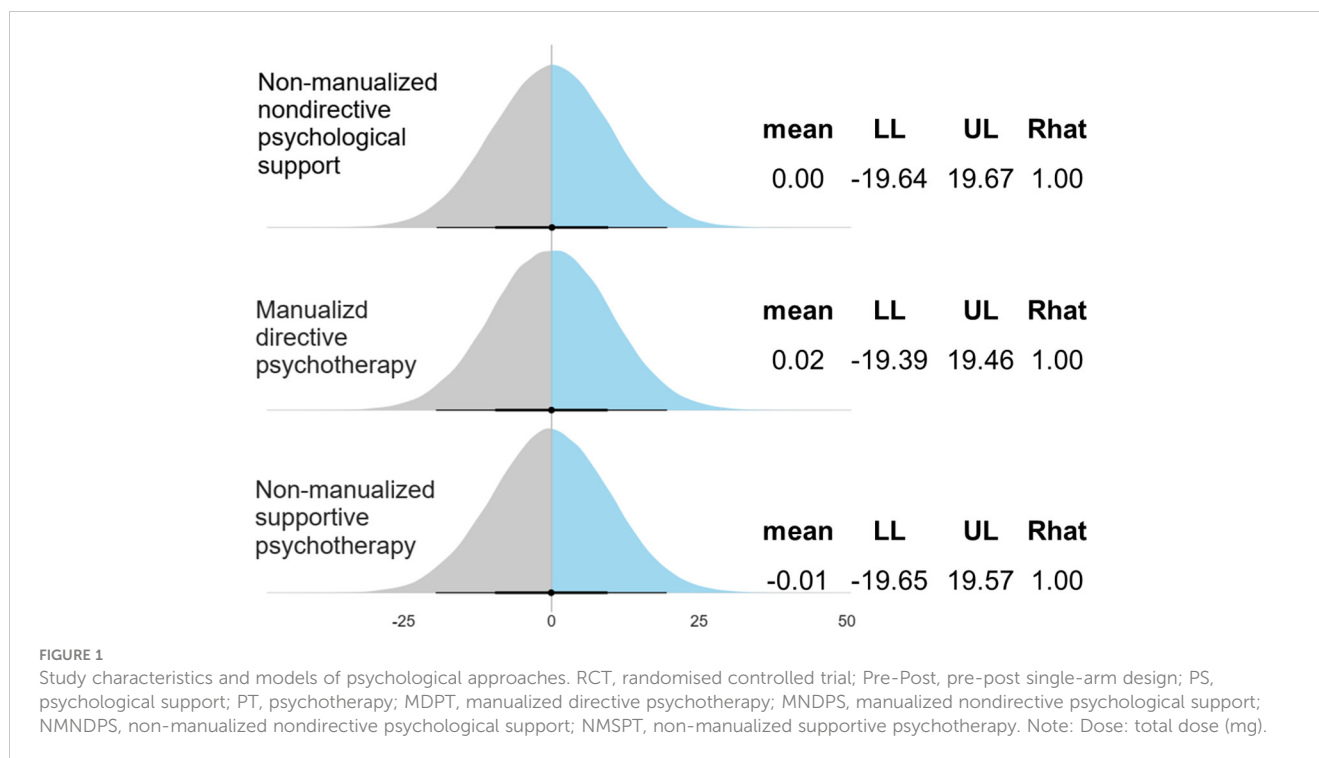 Non-manualized
nondirective
psychological
support
mean LL UL Rhat
0.00 -19.64 19.67 1.00
Manualizd
directive
psychotherapy
mean LL UL Rhat
0.02 -19.39 19.46 1.00
Non-manualized
supportive
psychotherapy
mean LL UL Rhat
-0.01 -19.65 19.57 1.00
-25 0 25 50
FIGURE 1
Study characteristics and models of psychological approaches. RCT, randomised controlled trial; Pre-Post, pre-post single-arm design; PS,
psychological support; PT, psychotherapy; MDPT, manualized directive psychotherapy; MNDPS, manualized nondirective psychological support;
NMNDPS, non-manualized nondirective psychological support; NMSPT, non-manualized supportive psychotherapy. Note: Dose: total dose (mg).